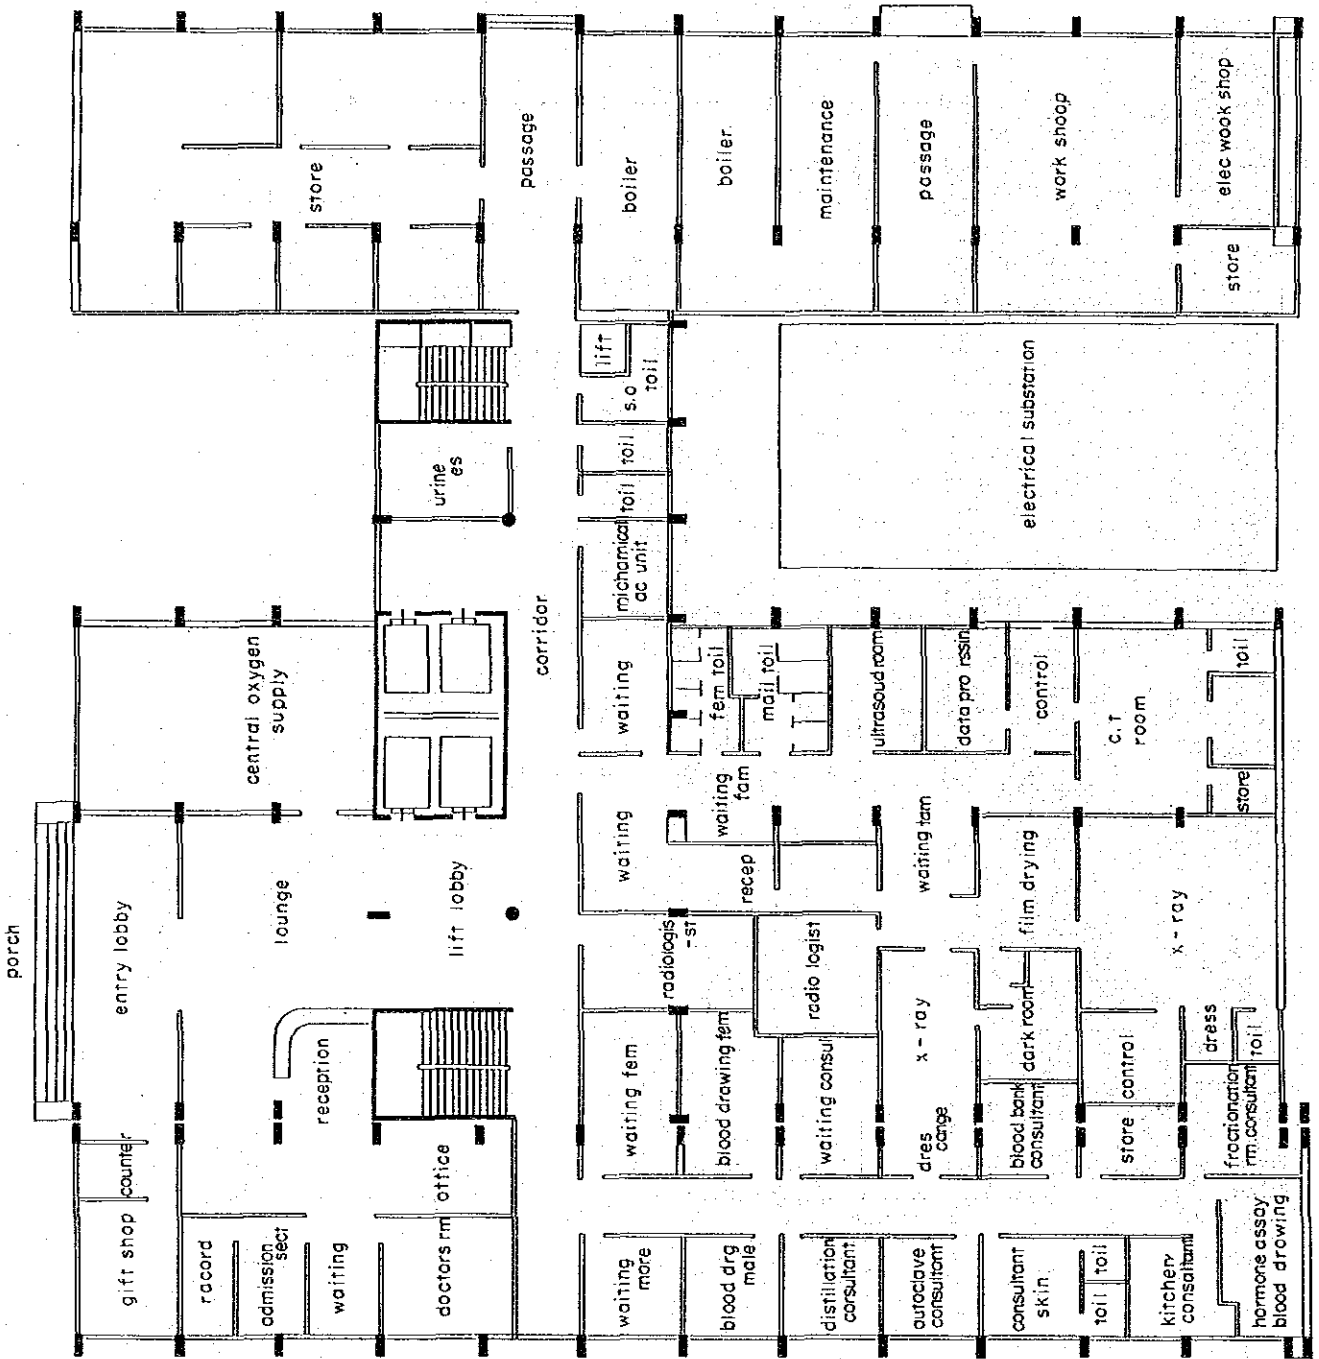 porch
gift shop
counter
entry lobby
racord
admission
sect
waiting
reception
lounge
central oxygen
supply
doctors rm
office
lift lobby
urine
es
store
passage
corridor
waiting
more
waiting fem
radiologis
-st
waiting
waiting
michamical
ac unit
toil
toil
s.o
toil
lift
boiler
blood drg
male
blood drawing fem
radio logist
recep
waiting
fam
fem toil
mail toil
boiler
distillation
corsultant
waiting consul
maintenance
autoclave
consultant
dres
cange
x - ray
waiting tam
ultrasoud room
data pro rssin
passage
consultant
skin
blood bank
consultant
dark room
film drying
control
electrical substation
work shoop
toil
toil
kitchen
consaltant
store
control
x - ray
c.t
room
hormone assay
blood drowing
fractionation
rm.consultant
dress
toil
store
toil
store
elec wook shop